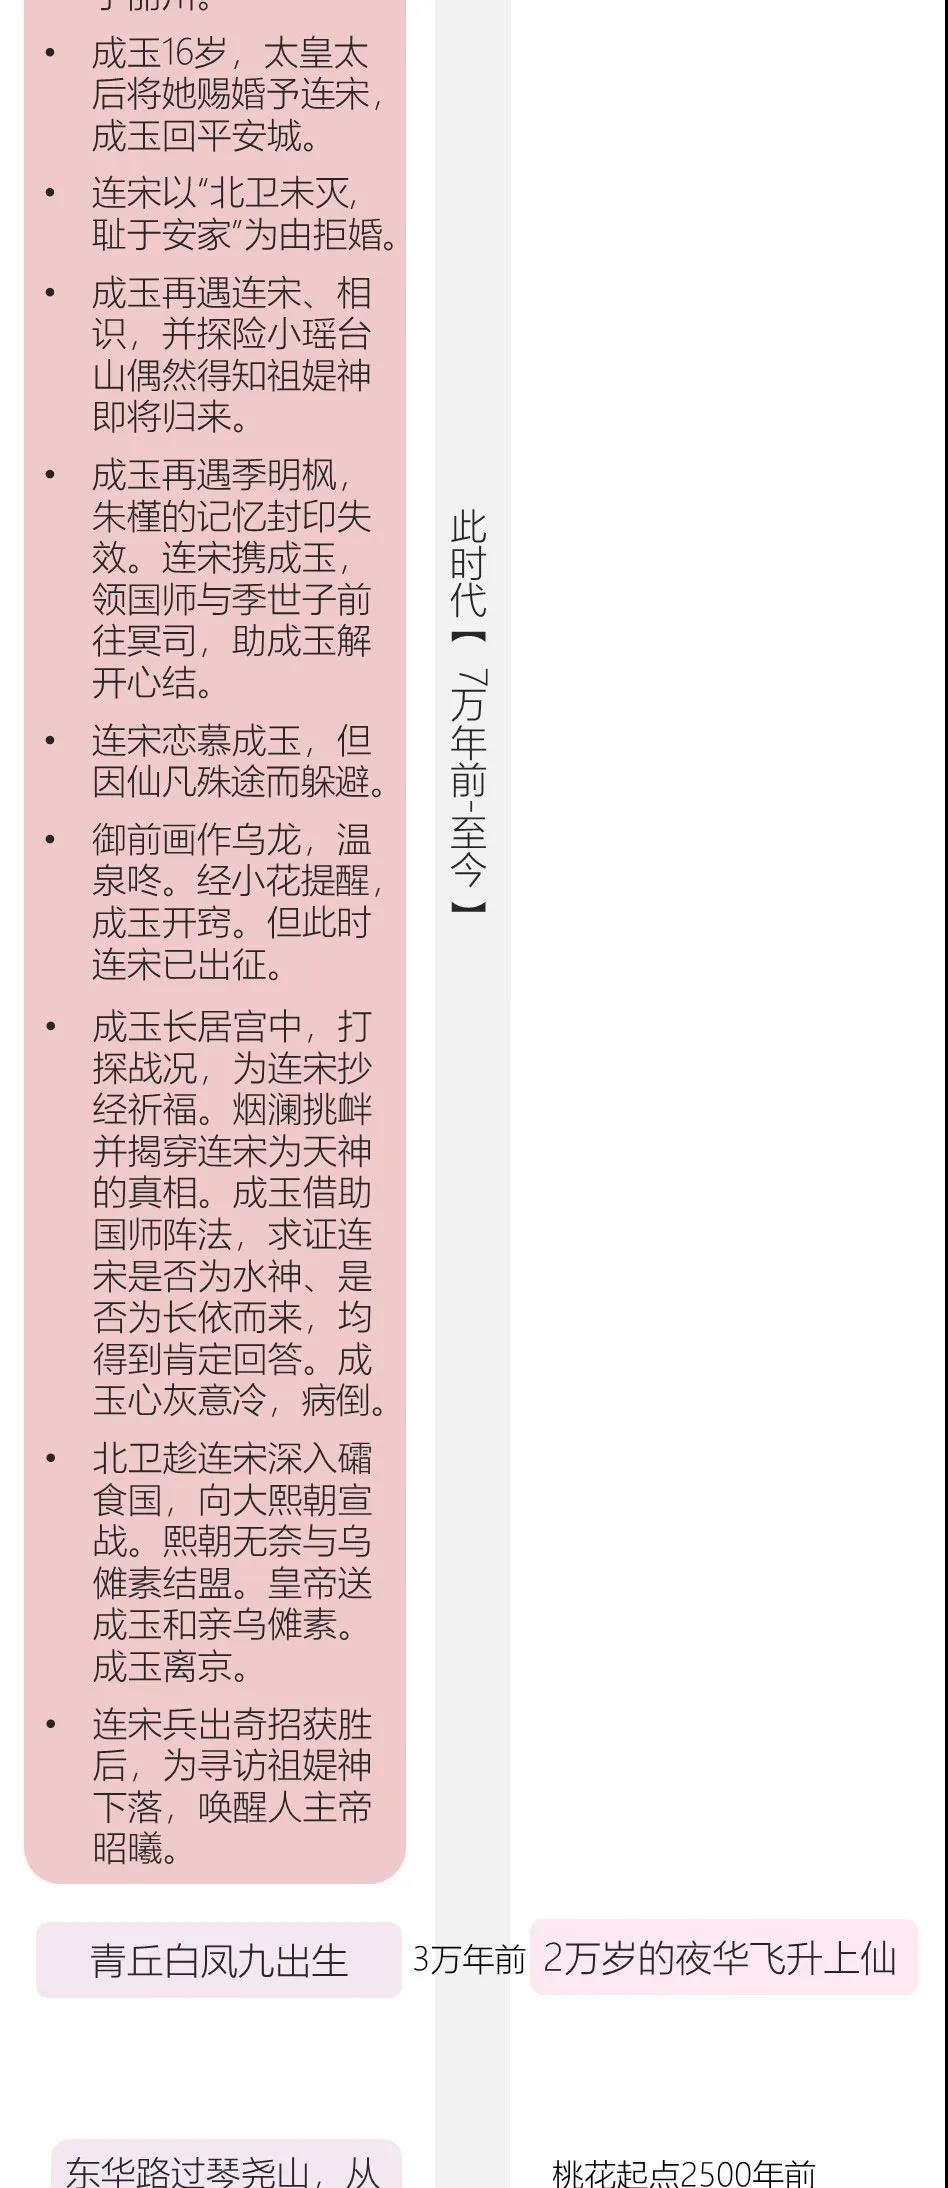 • 成玉16岁，太皇太
后将她赐婚予连宋，
成玉回平安城。
• 连宋以“北卫未灭，
耻于安家”为由拒婚。
• 成玉再遇连宋、相
识，并探险小瑶台
山偶然得知祖媞神
即将归来。
• 成玉再遇季明枫，
朱槿的记忆封印失
效。连宋携成玉，
领国师与季世子前
往冥司，助成玉解
开心结。
• 连宋恋慕成玉，但
因仙凡殊途而躲避。
• 御前画作乌龙，温
泉咚。经小花提醒，
成玉开窍。但此时
连宋已出征。
• 成玉长居宫中，打
探战况，为连宋抄
经祈福。烟澜挑衅
并揭穿连宋为天神
的真相。成玉借助
国师阵法，求证连
宋是否为水神、是
否为长依而来，均
得到肯定回答。成
玉心灰意冷，病倒。
• 北卫趁连宋深入礵
食国，向大熙朝宣
战。熙朝无奈与乌
傩素结盟。皇帝送
成玉和亲乌傩素。
成玉离京。
• 连宋兵出奇招获胜
后，为寻访祖媞神
下落，唤醒人主帝
昭曦。
此时代【7万年前-至今】
青丘白凤九出生
3万年前
2万岁的夜华飞升上仙
东华路过琴尧山，从
桃花起点2500年前